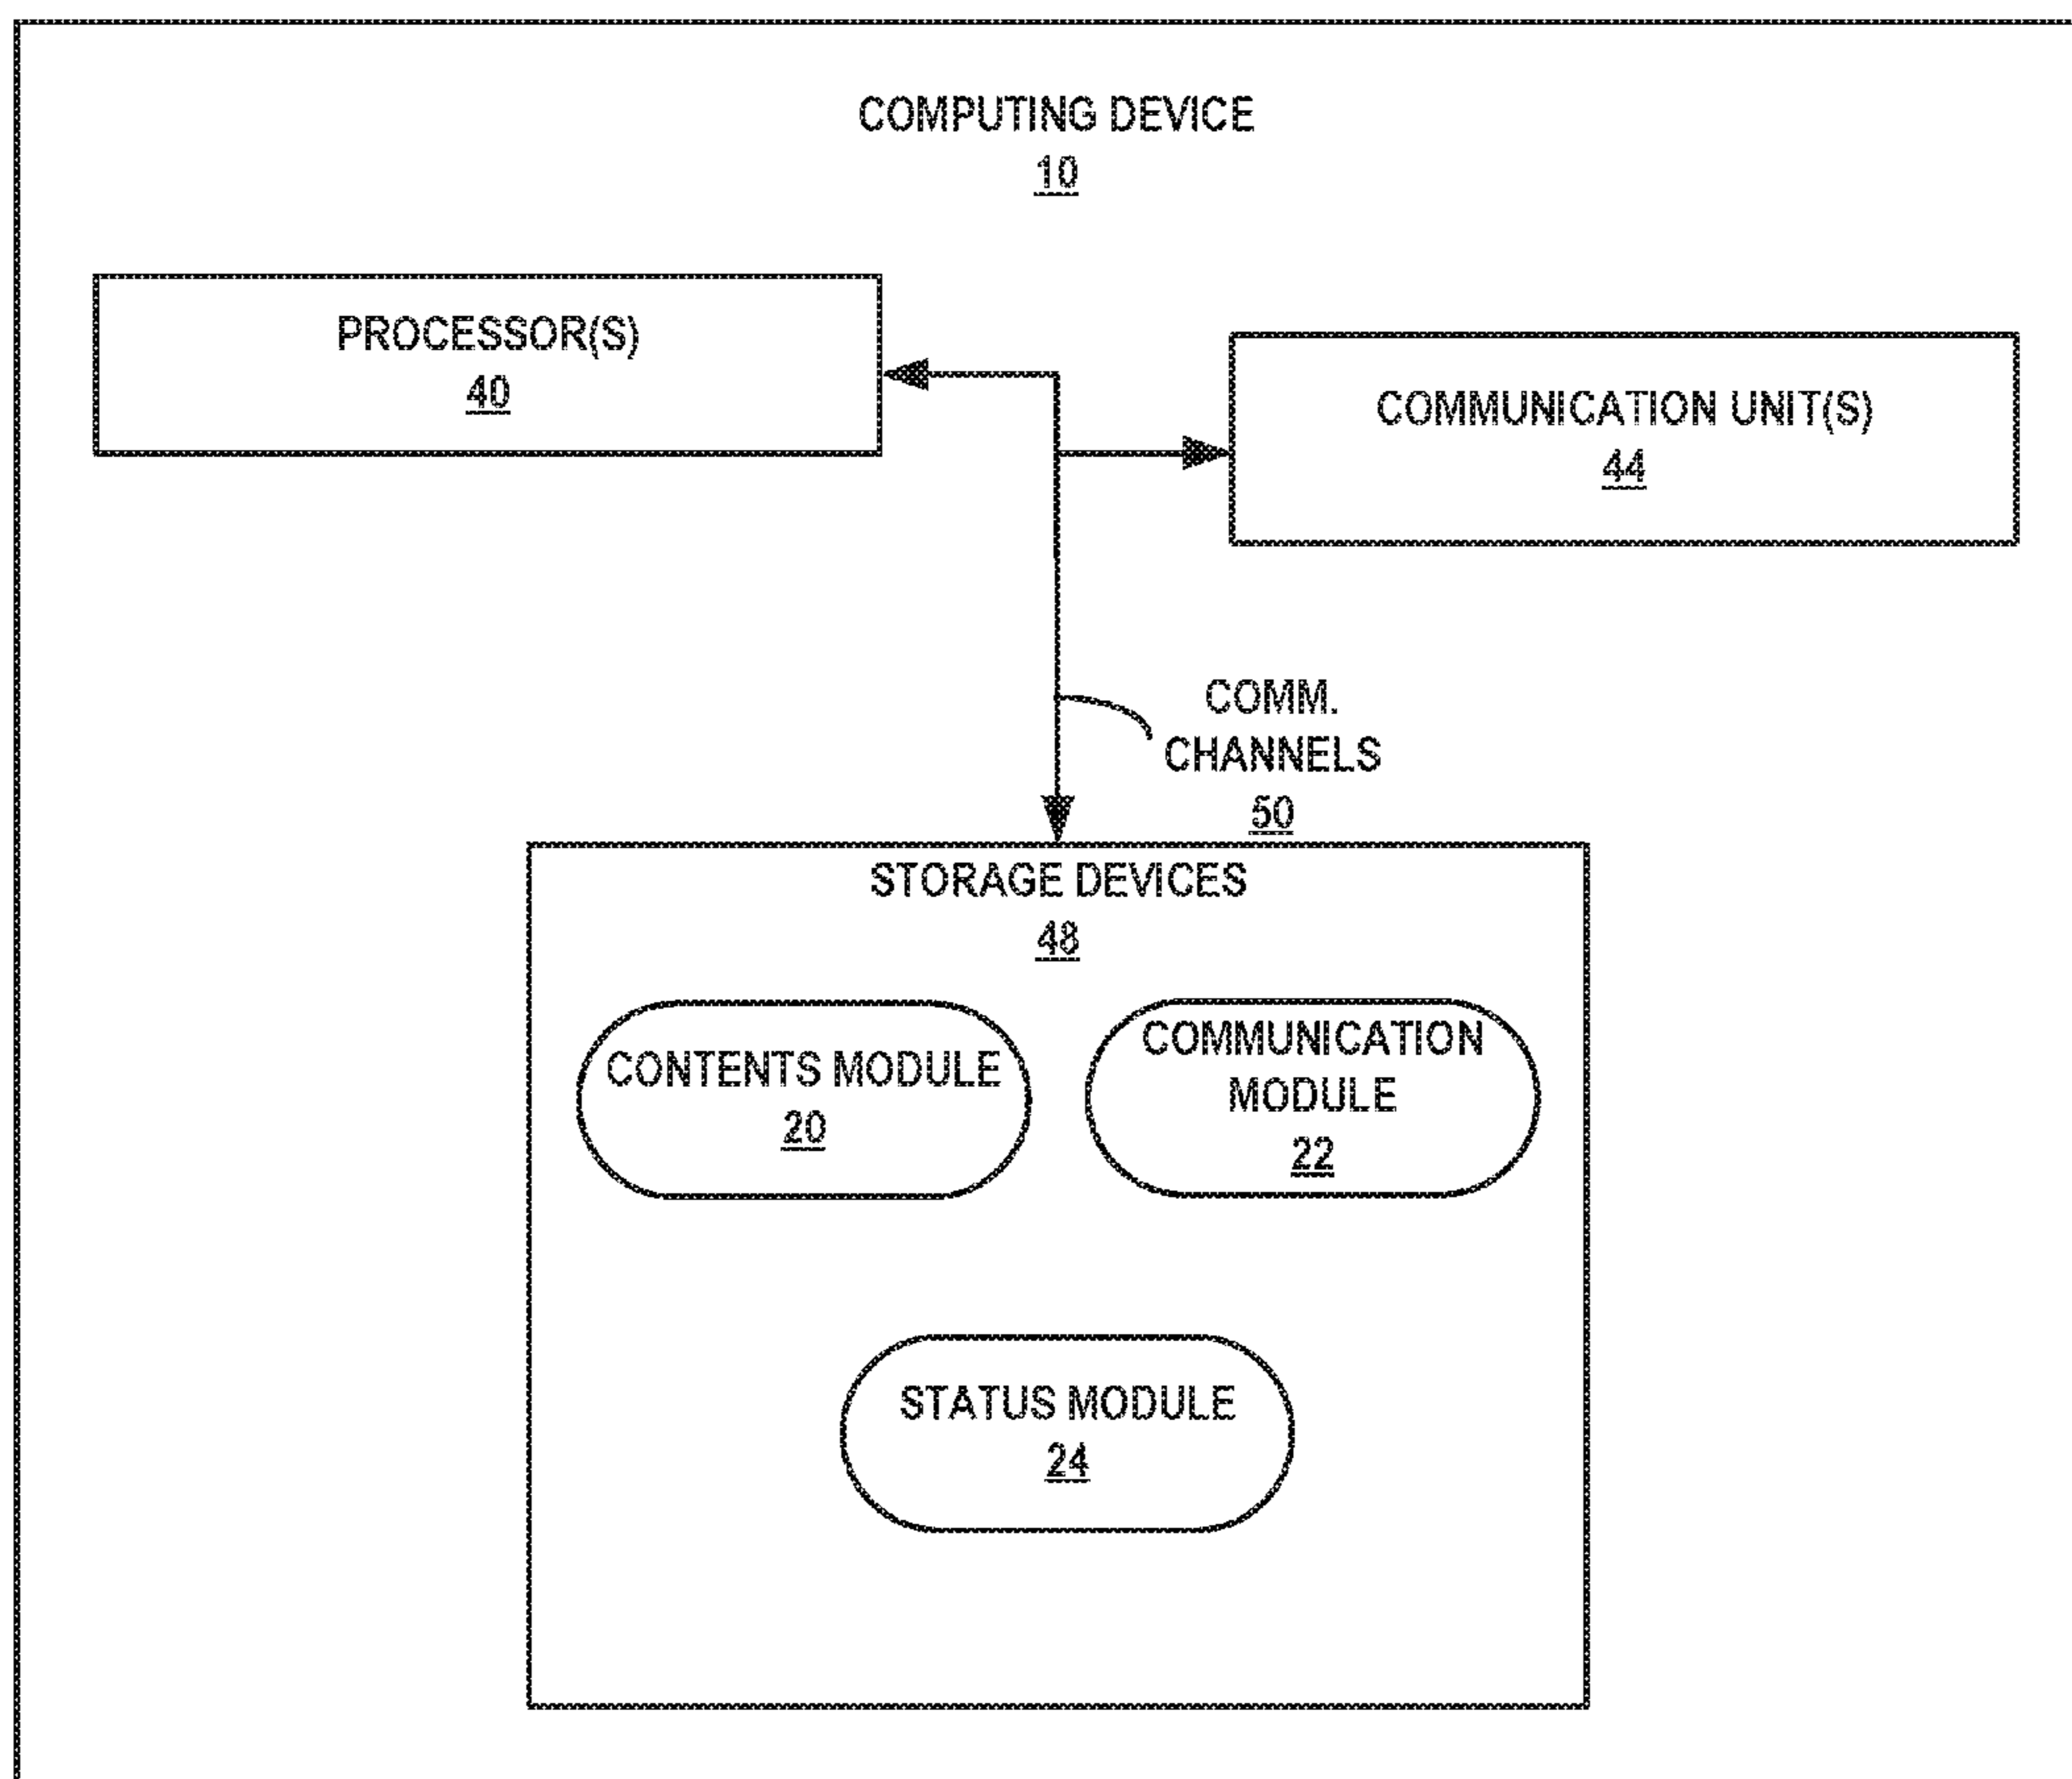 COMPUTING DEVICE
10
PROCESSOR(S)
40
COMMUNICATION UNIT(S)
44
COMM.
CHANNELS
50
STORAGE DEVICES
48
CONTENTS MODULE
20
COMMUNICATION
MODULE
22
STATUS MODULE
24